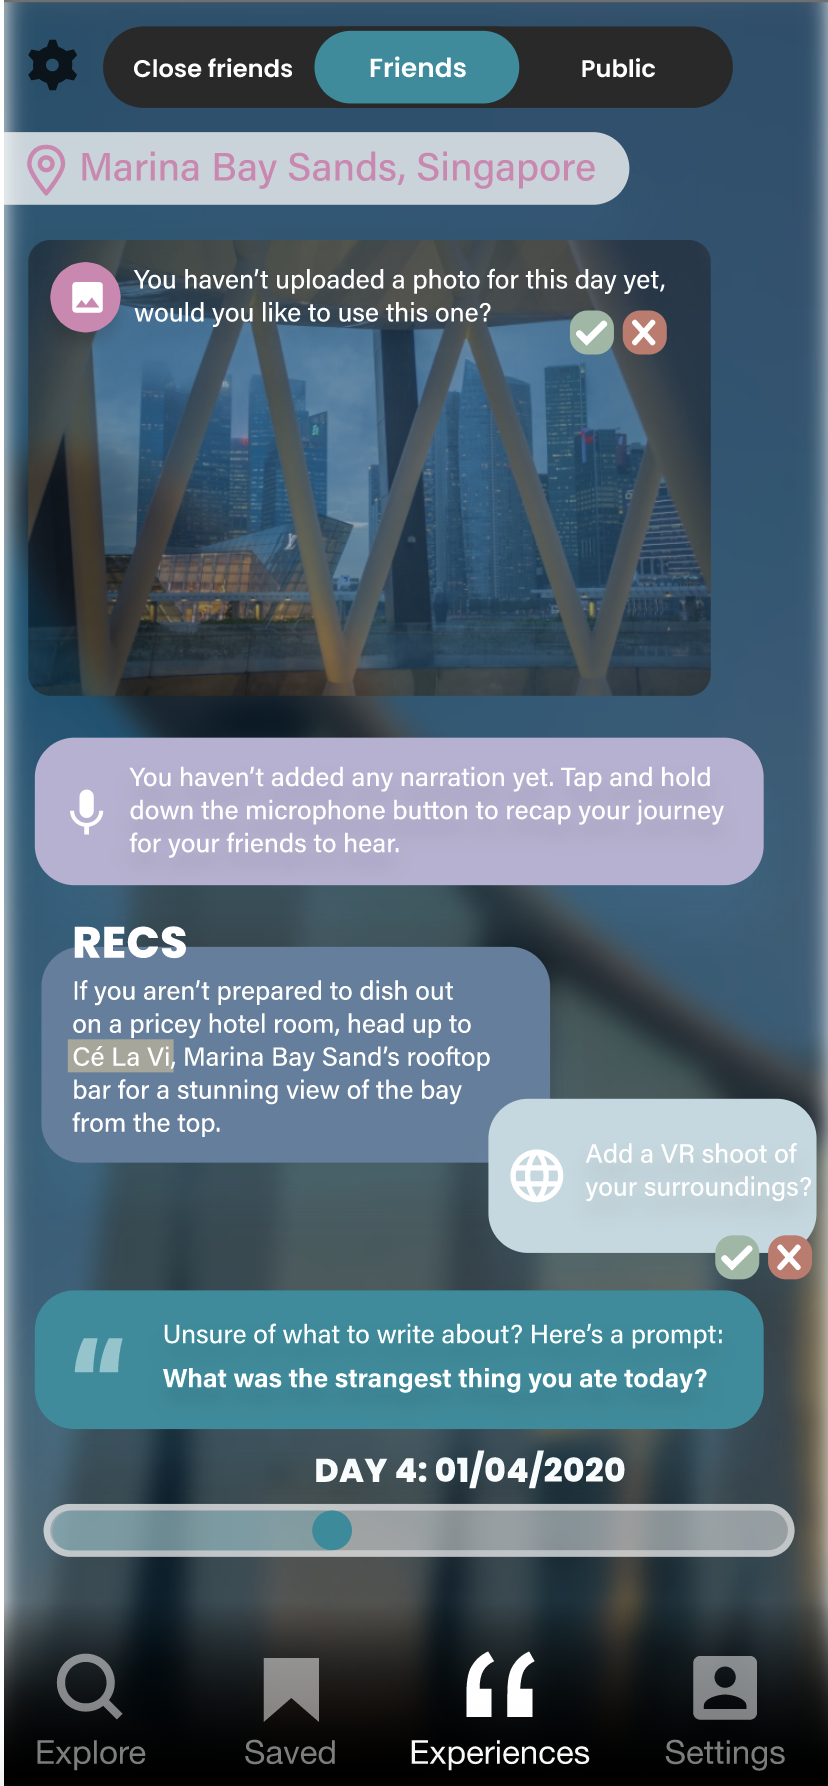 Close friends
Friends
Public
Marina Bay Sands, Singapore
You haven't uploaded a photo for this day yet,
would you like to use this one?
You haven't added any narration yet. Tap and hold
down the microphone button to recap your journey
for your friends to hear.
RECS
If you aren't prepared to dish out
on a pricey hotel room, head up to
Cé La Vi, Marina Bay Sand's rooftop
bar for a stunning view of the bay
from the top.
Add a VR shoot of
your surroundings?
Unsure of what to write about? Here's a prompt:
What was the strangest thing you ate today?
DAY 4: 01/04/2020
Explore
Saved
Experiences
Settings